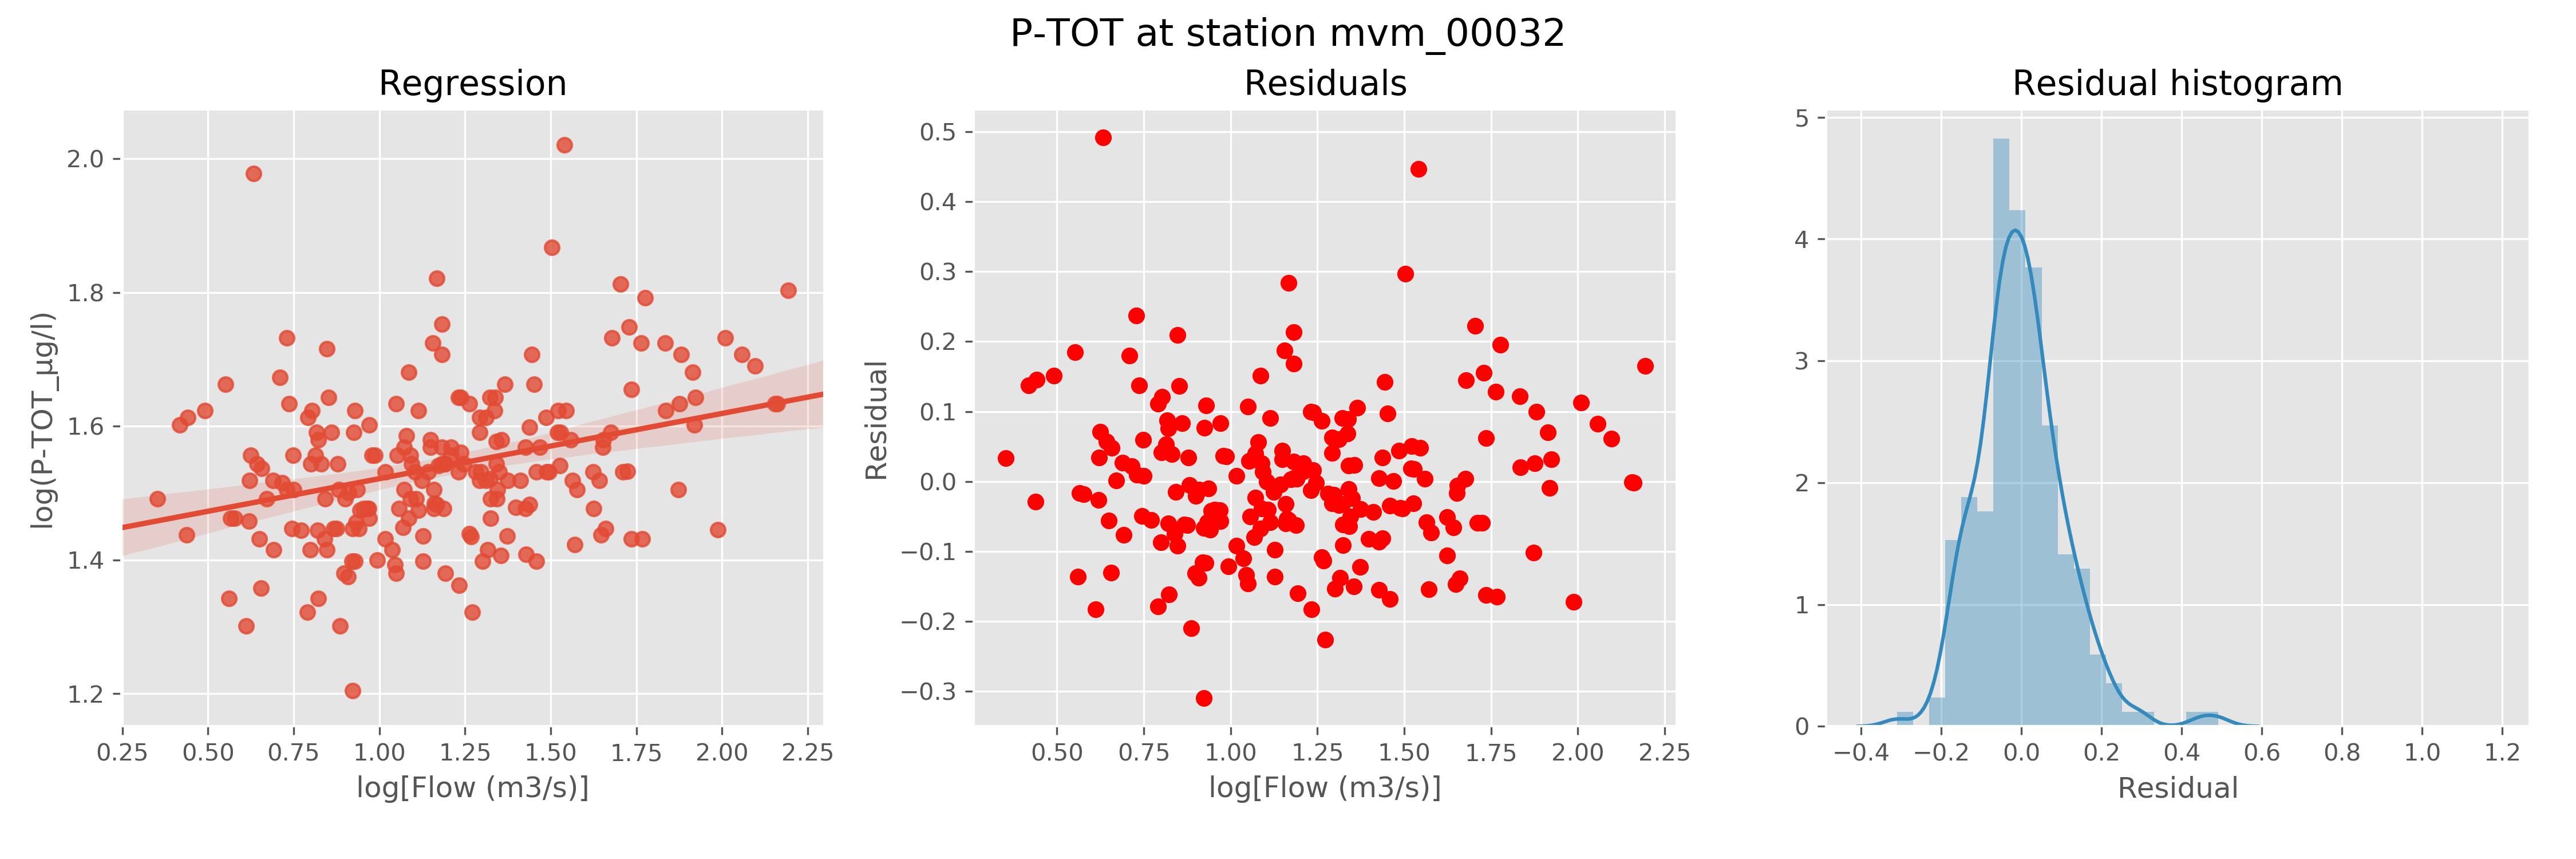 P-TOT at station mvm_00032
Regression
Residuals
Residual histogram
2.0
1.8
1.6
1.4
1.2
log(P-TOT_µg/l)
0.25 0.50 0.75 1.00 1.25 1.50 1.75 2.00 2.25
log[Flow (m3/s)]
0.5
0.4
0.3
0.2
0.1
0.0
−0.1
−0.2
−0.3
Residual
0.50 0.75 1.00 1.25 1.50 1.75 2.00 2.25
log[Flow (m3/s)]
5
4
3
2
1
0
−0.4 −0.2 0.0 0.2 0.4 0.6 0.8 1.0 1.2
Residual